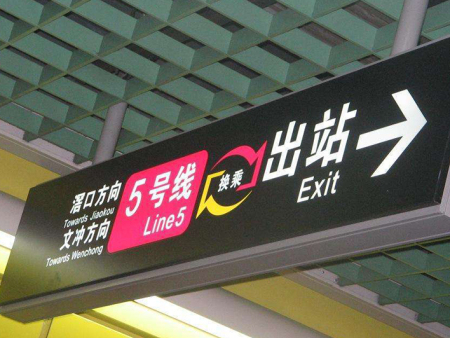 滘口方向
Towards Jiaokou
文冲方向
Towards Wenchong
5号线
Line5
换乘
出站
Exit